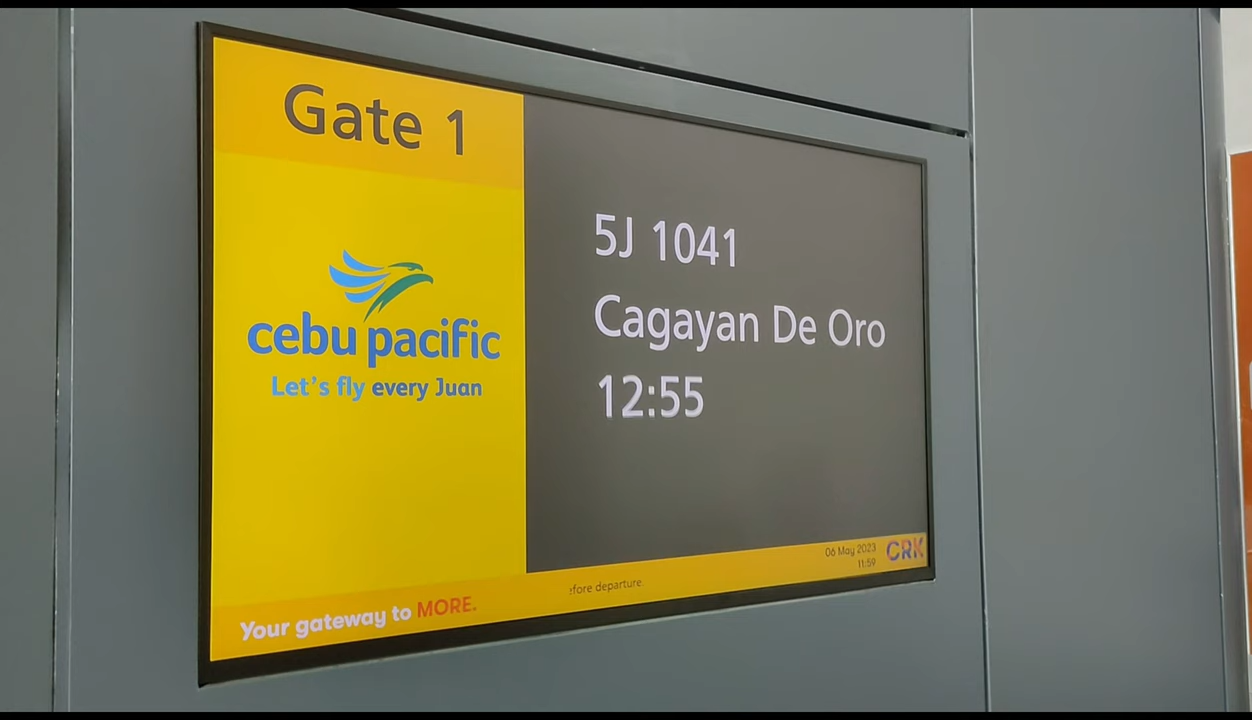 Gate 1
cebu pacific
Let's fly every Juan
5J 1041
Cagayan De Oro
12:55
06 May 2023
11:59
CRK
efore departure.
Your gateway to MORE.